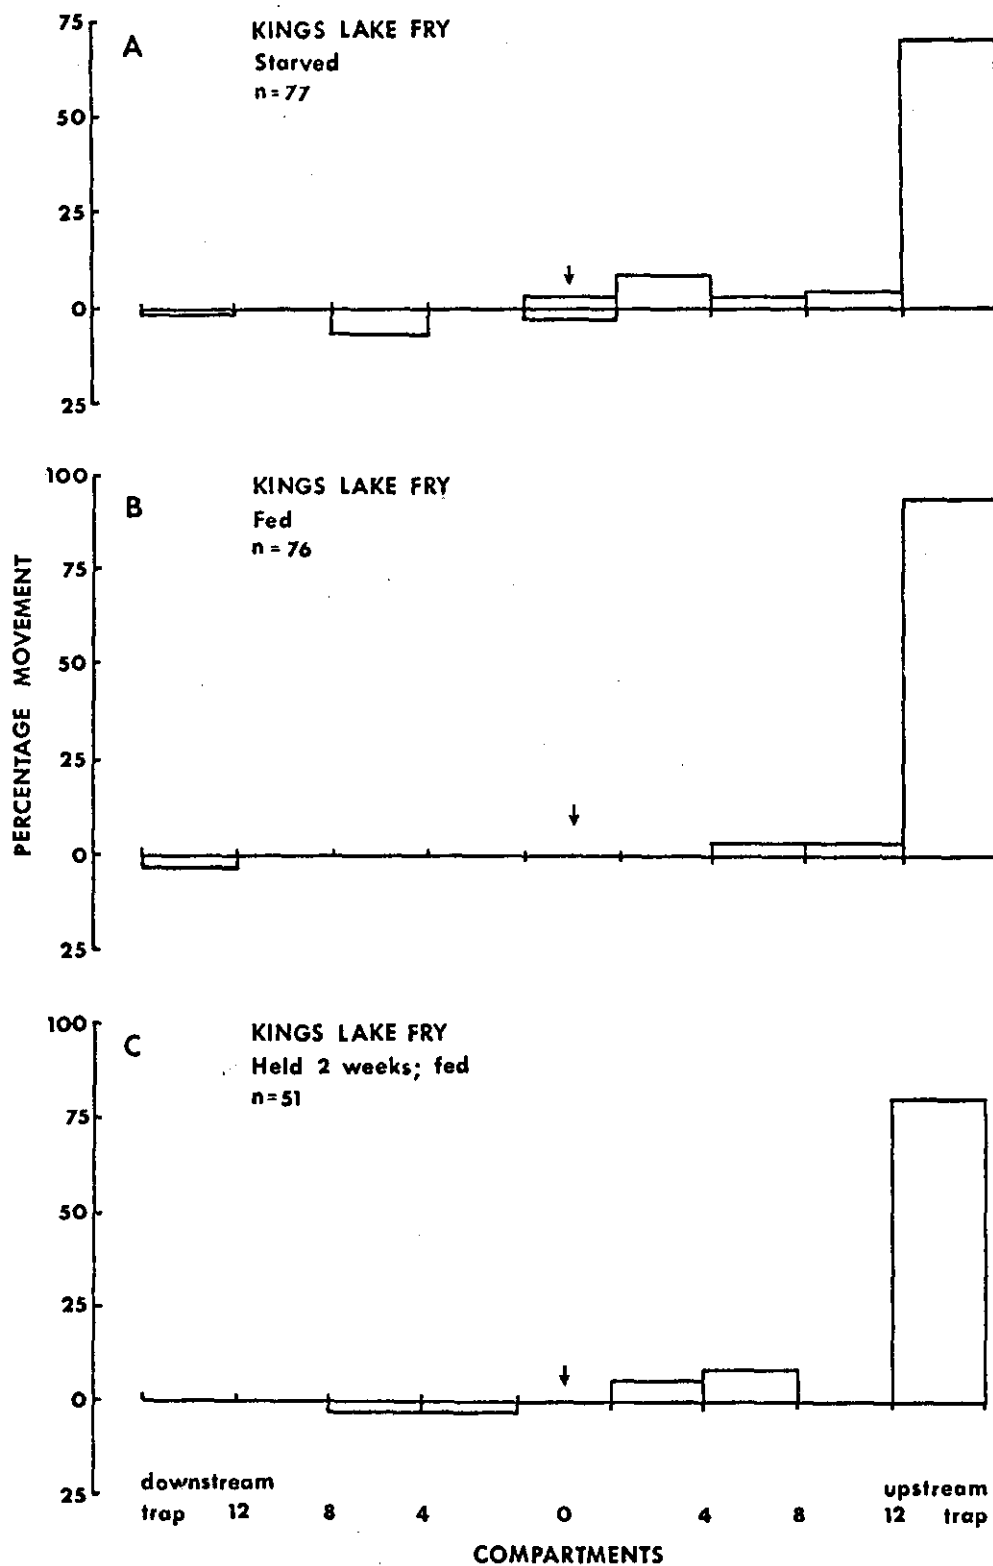 A
KINGS LAKE FRY
Starved
n=77
75
50
25
0
25
B
KINGS LAKE FRY
Fed
n=76
100
75
50
25
0
25
PERCENTAGE MOVEMENT
C
KINGS LAKE FRY
Held 2 weeks; fed
n=51
100
75
50
25
0
25
downstream
trap 12 8 4 0 4 8 12
upstream
trap
COMPARTMENTS